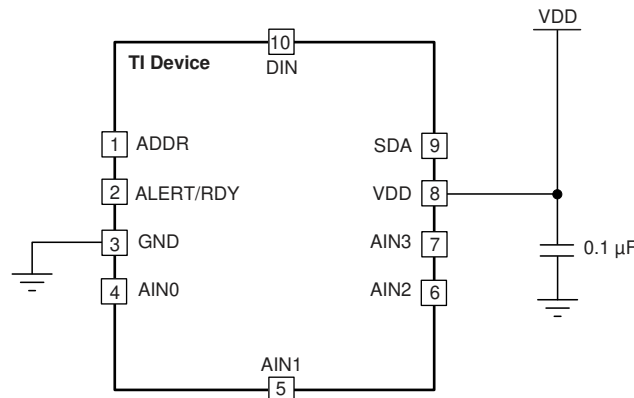 VDD
10
TI Device
DIN
1 ADDR
SDA 9
2 ALERT/RDY
VDD 8
3 GND
AIN3 7
0.1 µF
4 AIN0
AIN2 6
AIN1
5